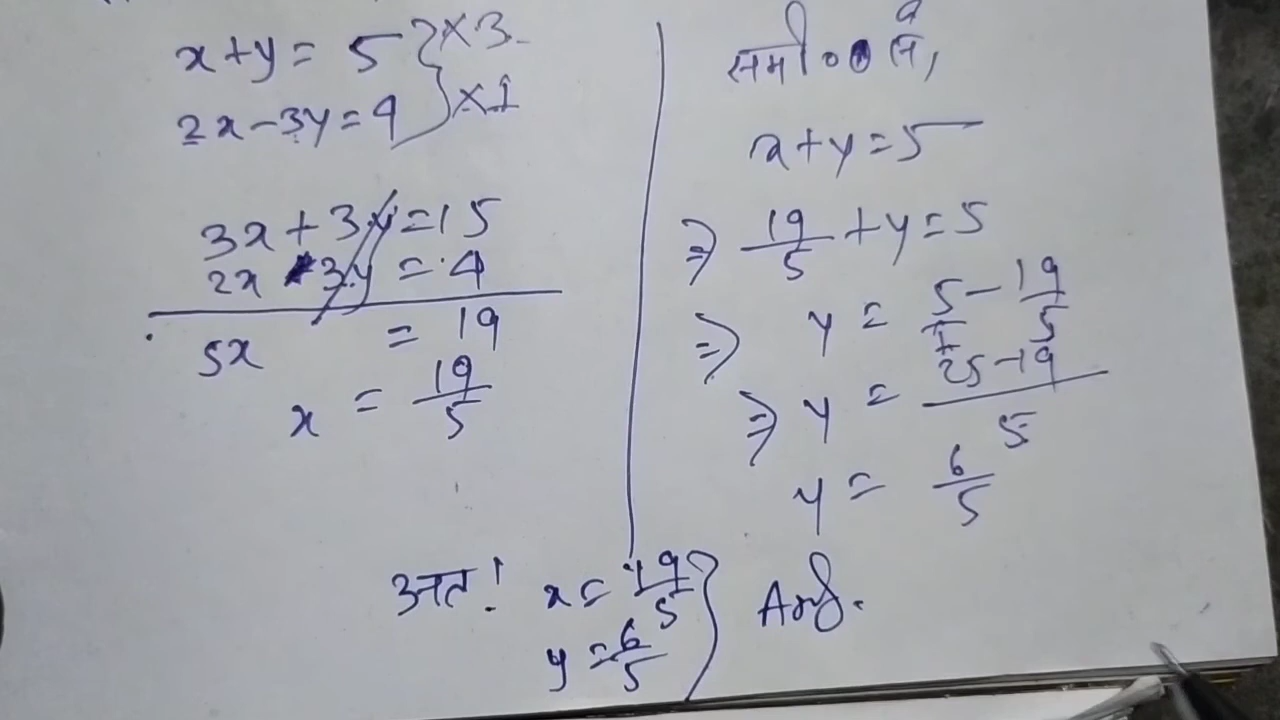 x+y = 5 } ×3
2x-3y=4 } ×1
3x+3y=15
2x-3y=4
5x = 19
x = 19/5
समी०
x+y=5
⇒ 19/5 +y=5
⇒ y = 5/1 - 19/5
⇒ y = 25-19/5
y = 6/5
अत! x= 19/5
y = 6/5 } Ans.